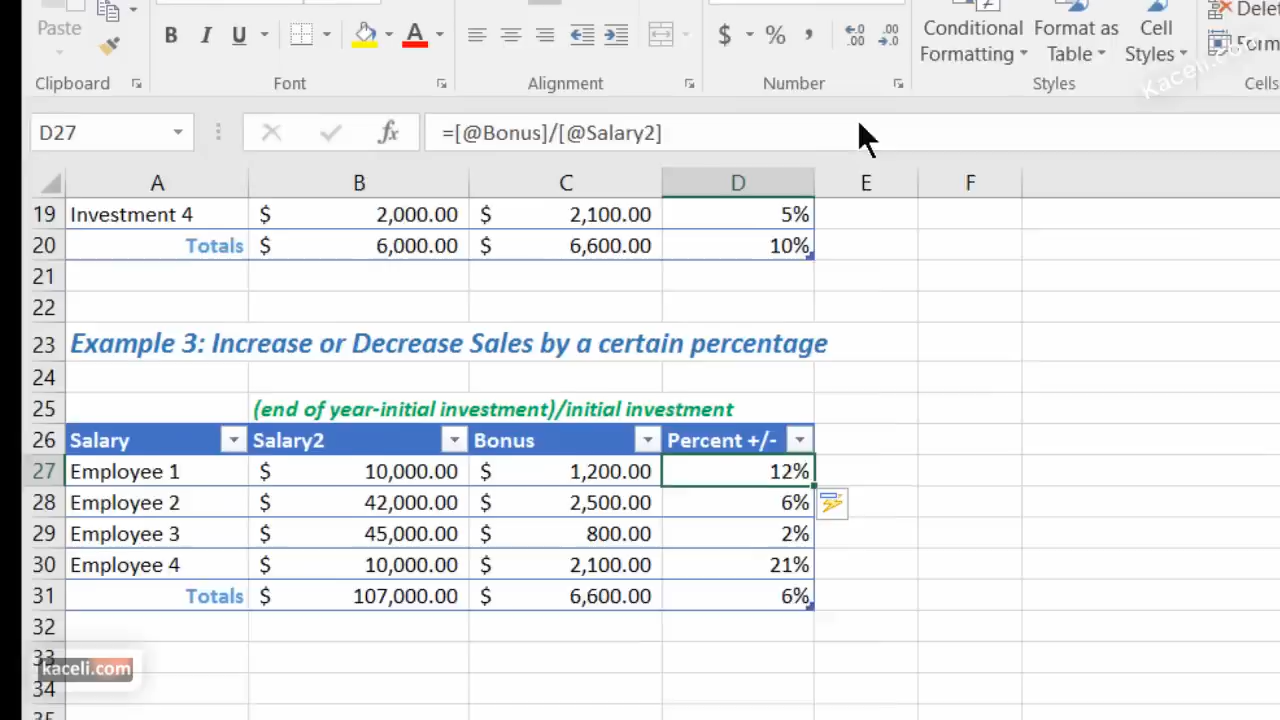 Paste
B I U A $ % , ←.0 .00 .00 →.0
Conditional Formatting Format as Table Cell Styles
Clipboard Font Alignment Number Styles Cells
Kaceli.com
D27 fx =[@Bonus]/[@Salary2]
A B C D E F
19 Investment 4 $ 2,000.00 $ 2,100.00 5%
20 Totals $ 6,000.00 $ 6,600.00 10%
21
22
23 Example 3: Increase or Decrease Sales by a certain percentage
24
25 (end of year-initial investment)/initial investment
26 Salary Salary2 Bonus Percent +/-
27 Employee 1 $ 10,000.00 $ 1,200.00 12%
28 Employee 2 $ 42,000.00 $ 2,500.00 6%
29 Employee 3 $ 45,000.00 $ 800.00 2%
30 Employee 4 $ 10,000.00 $ 2,100.00 21%
31 Totals $ 107,000.00 $ 6,600.00 6%
32
33
kaceli.com
34